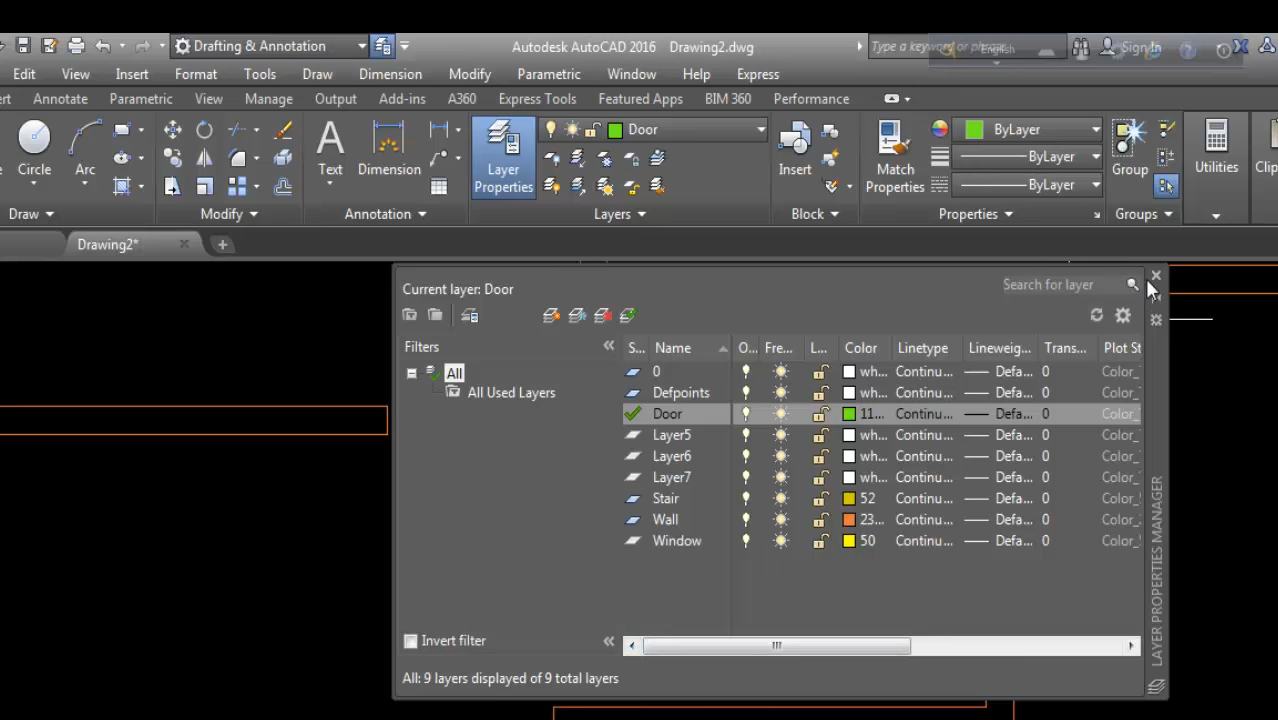 Drafting & Annotation
Autodesk AutoCAD 2016 Drawing2.dwg
Type a keyword or phrase.
English
Sign In
Edit View Insert Format Tools Draw Dimension Modify Parametric Window Help Express
ert Annotate Parametric View Manage Output Add-ins A360 Express Tools Featured Apps BIM 360 Performance
Door
ByLayer
ByLayer
ByLayer
Circle Arc Text Dimension Layer Properties Insert Match Properties Group Utilities Clip
Draw Modify Annotation Layers Block Properties Groups
Drawing2*
Current layer: Door
Search for layer
Filters
All
All Used Layers
S... Name O... Fre... L... Color Linetype Lineweig... Trans... Plot St
0 wh... Continu... Defa... 0 Color_
Defpoints wh... Continu... Defa... 0 Color_
Door 11... Continu... Defa... 0 Color_
Layer5 wh... Continu... Defa... 0 Color_
Layer6 wh... Continu... Defa... 0 Color_
Layer7 wh... Continu... Defa... 0 Color_
Stair 52 Continu... Defa... 0 Color_
Wall 23... Continu... Defa... 0 Color_
Window 50 Continu... Defa... 0 Color_
Invert filter
All: 9 layers displayed of 9 total layers
LAYER PROPERTIES MANAGER